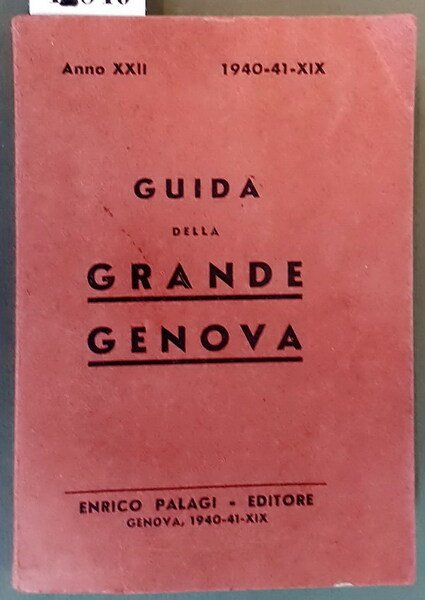 Anno XXII 1940-41-XIX
GUIDA
DELLA
GRANDE
GENOVA
ENRICO PALAGI - EDITORE
GENOVA, 1940-41-XIX